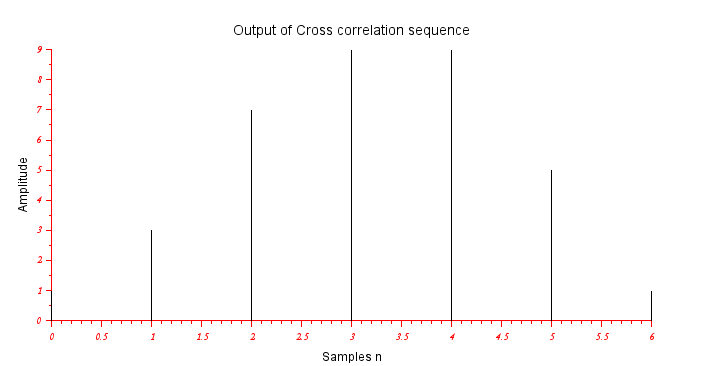 Output of Cross correlation sequence
9
8
7
6
5
4
3
2
1
0
Amplitude
0 0.5 1 1.5 2 2.5 3 3.5 4 4.5 5 5.5 6
Samples n